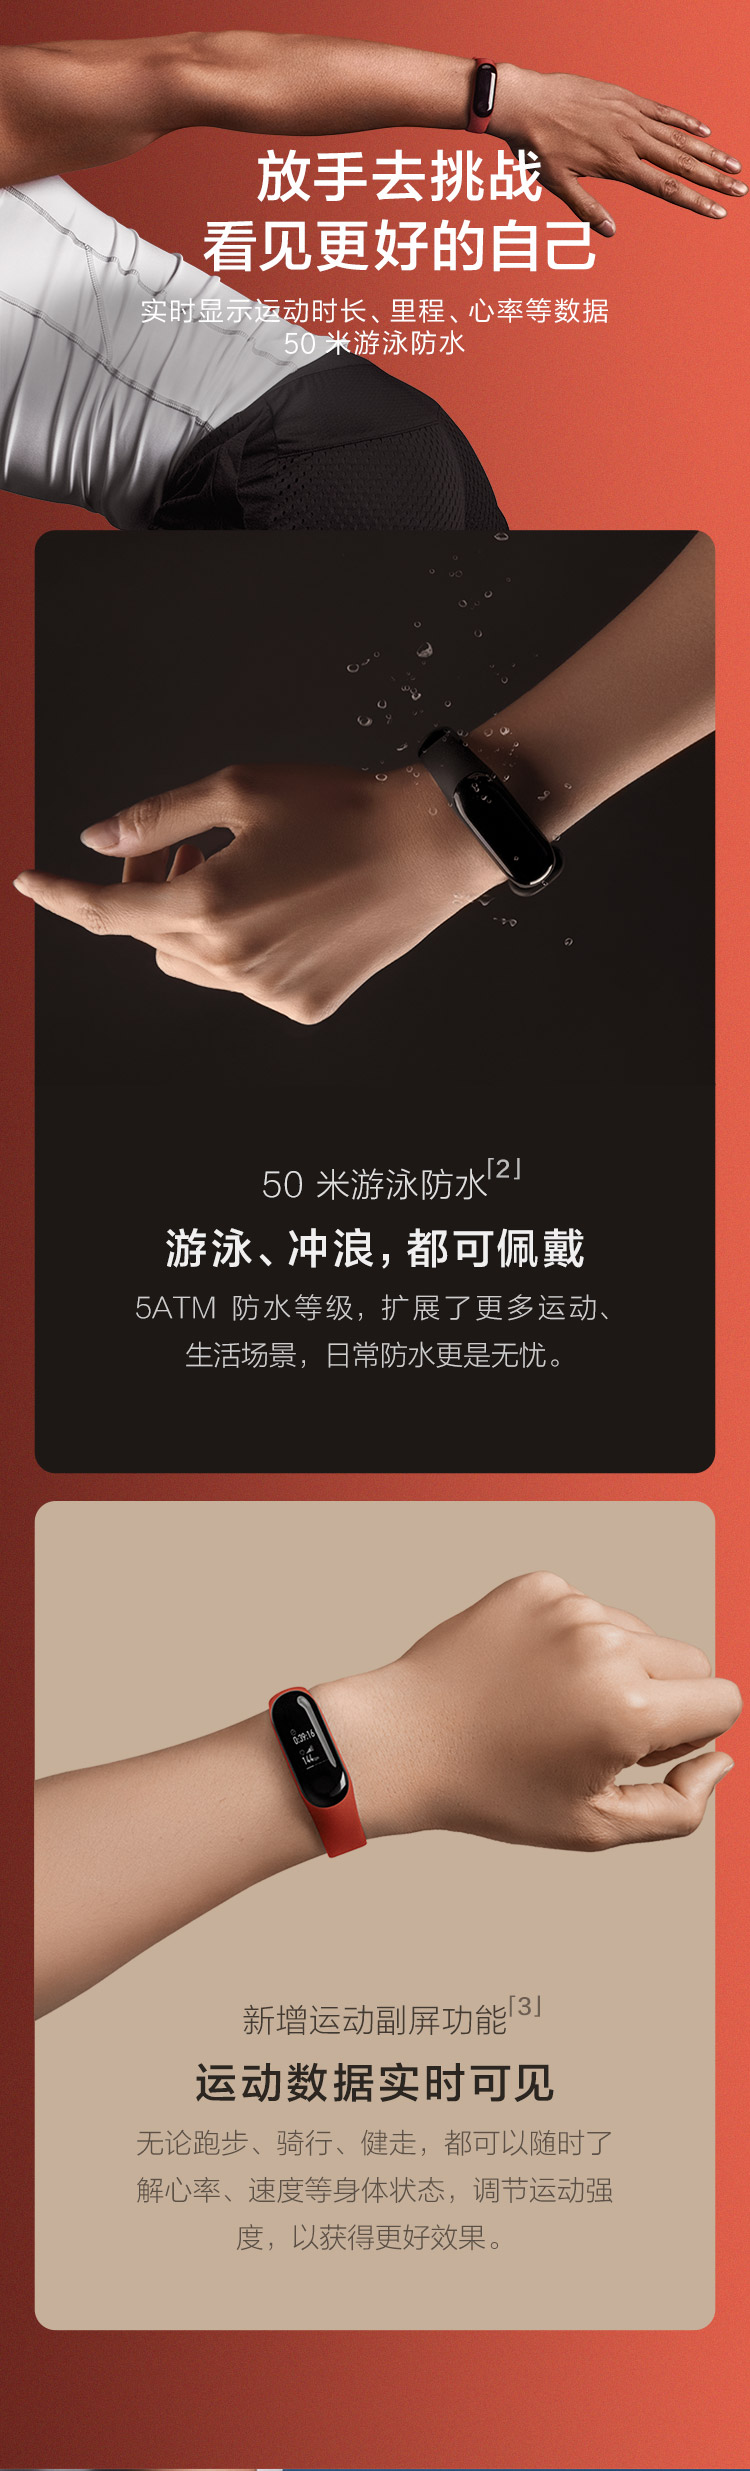 放手去挑战
看见更好的自己
实时显示运动时长、里程、心率等数据
50 米游泳防水
50 米游泳防水「2」
游泳、冲浪，都可佩戴
5ATM 防水等级，扩展了更多运动、
生活场景，日常防水更是无忧。
0:39:16
144
新增运动副屏功能「3」
运动数据实时可见
无论跑步、骑行、健走，都可以随时了
解心率、速度等身体状态，调节运动强
度，以获得更好效果。